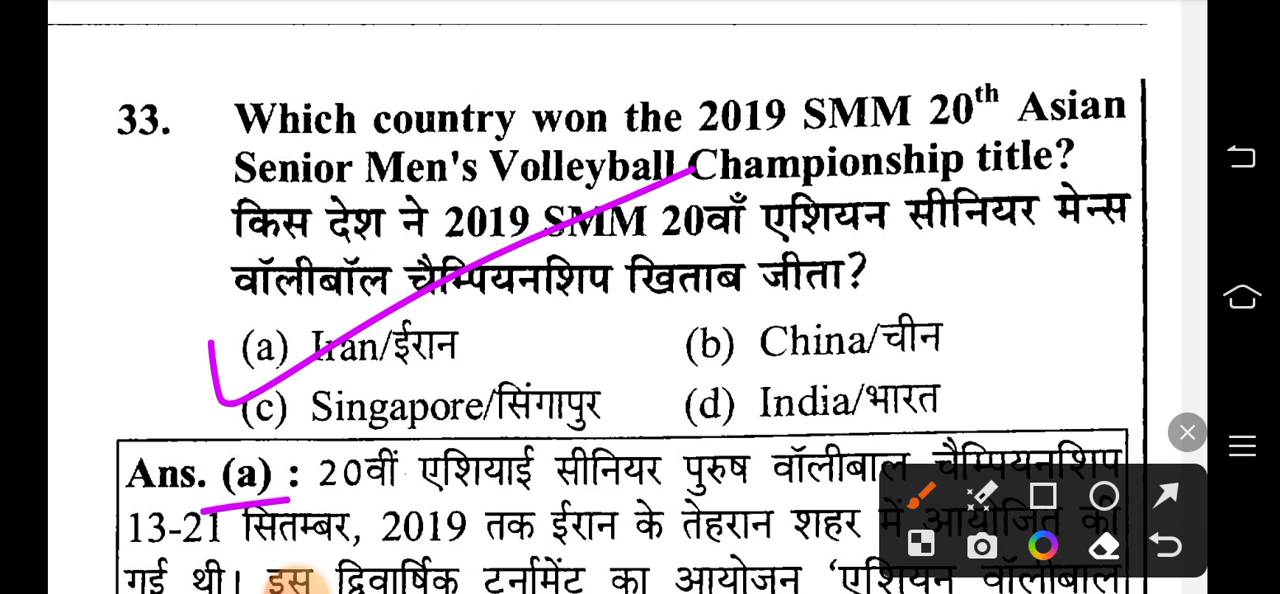 33. Which country won the 2019 SMM 20th Asian
Senior Men's Volleyball Championship title?
किस देश ने 2019 SMM 20वाँ एशियन सीनियर मेन्स
वॉलीबॉल चैम्पियनशिप खिताब जीता?
(a) Iran/ईरान (b) China/चीन
(c) Singapore/सिंगापुर (d) India/भारत
Ans. (a) : 20वीं एशियाई सीनियर पुरुष वॉलीबाल चैम्पियनशिप
13-21 सितम्बर, 2019 तक ईरान के तेहरान शहर में आयोजित की
गई थी। इस द्विवार्षिक टूर्नामेंट का आयोजन 'एशियन वॉलीबाल